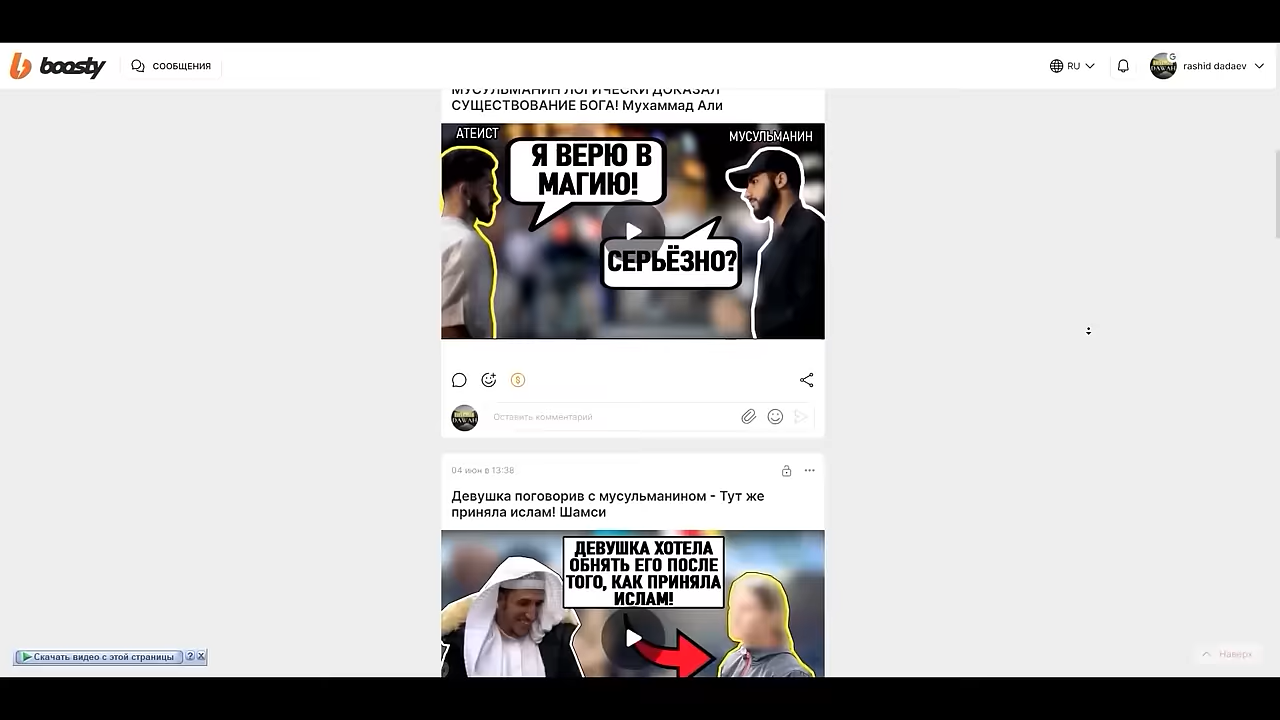 boosty
СООБЩЕНИЯ
RU
rashid dadaev
МУСУЛЬМАНИН ЛОГИЧЕСКИ ДОКАЗАЛ
СУЩЕСТВОВАНИЕ БОГА! Мухаммад Али
АТЕИСТ
МУСУЛЬМАНИН
Я ВЕРЮ В
МАГИЮ!
СЕРЬЁЗНО?
DAWAH
Оставить комментарий
04 июн в 13:38
Девушка поговорив с мусульманином - Тут же
приняла ислам! Шамси
ДЕВУШКА ХОТЕЛА
ОБНЯТЬ ЕГО ПОСЛЕ
ТОГО, КАК ПРИНЯЛА
ИСЛАМ!
Скачать видео с этой страницы
Наверх